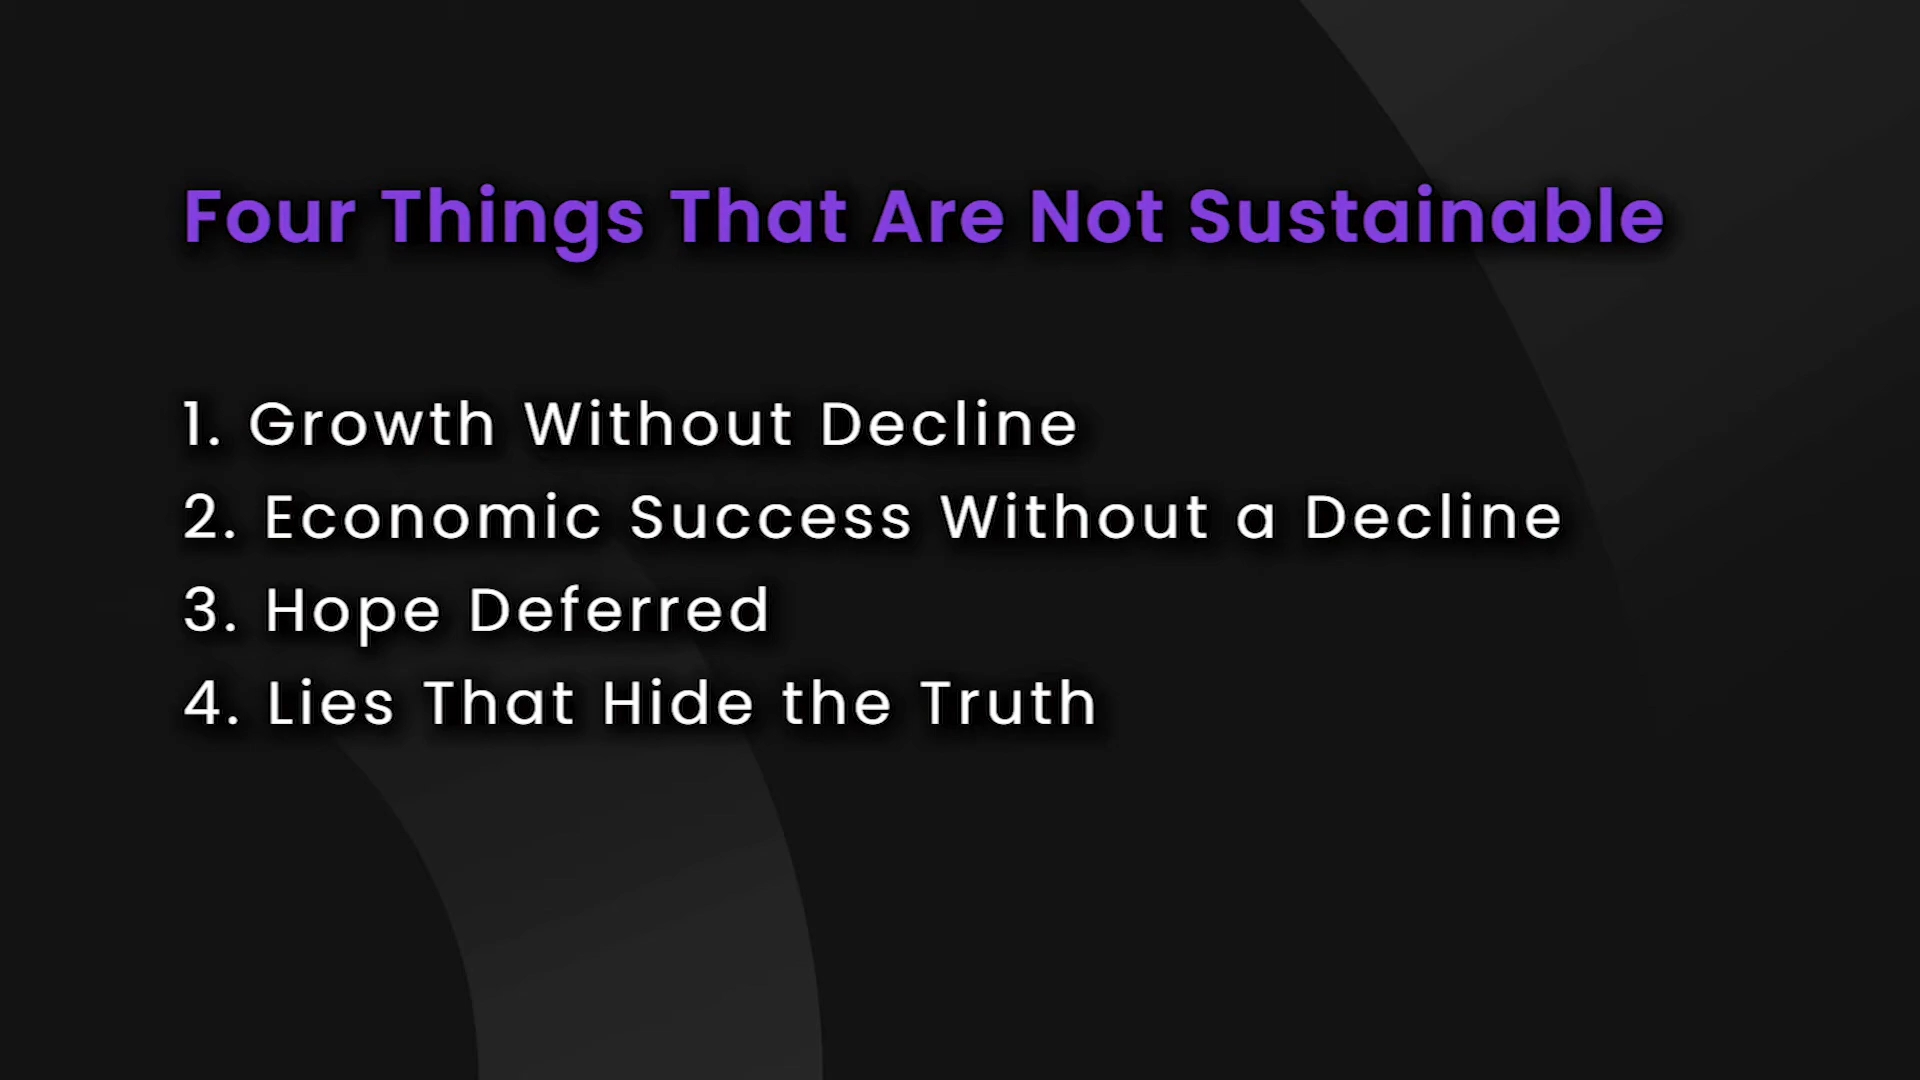 Four Things That Are Not Sustainable
1. Growth Without Decline
2. Economic Success Without a Decline
3. Hope Deferred
4. Lies That Hide the Truth